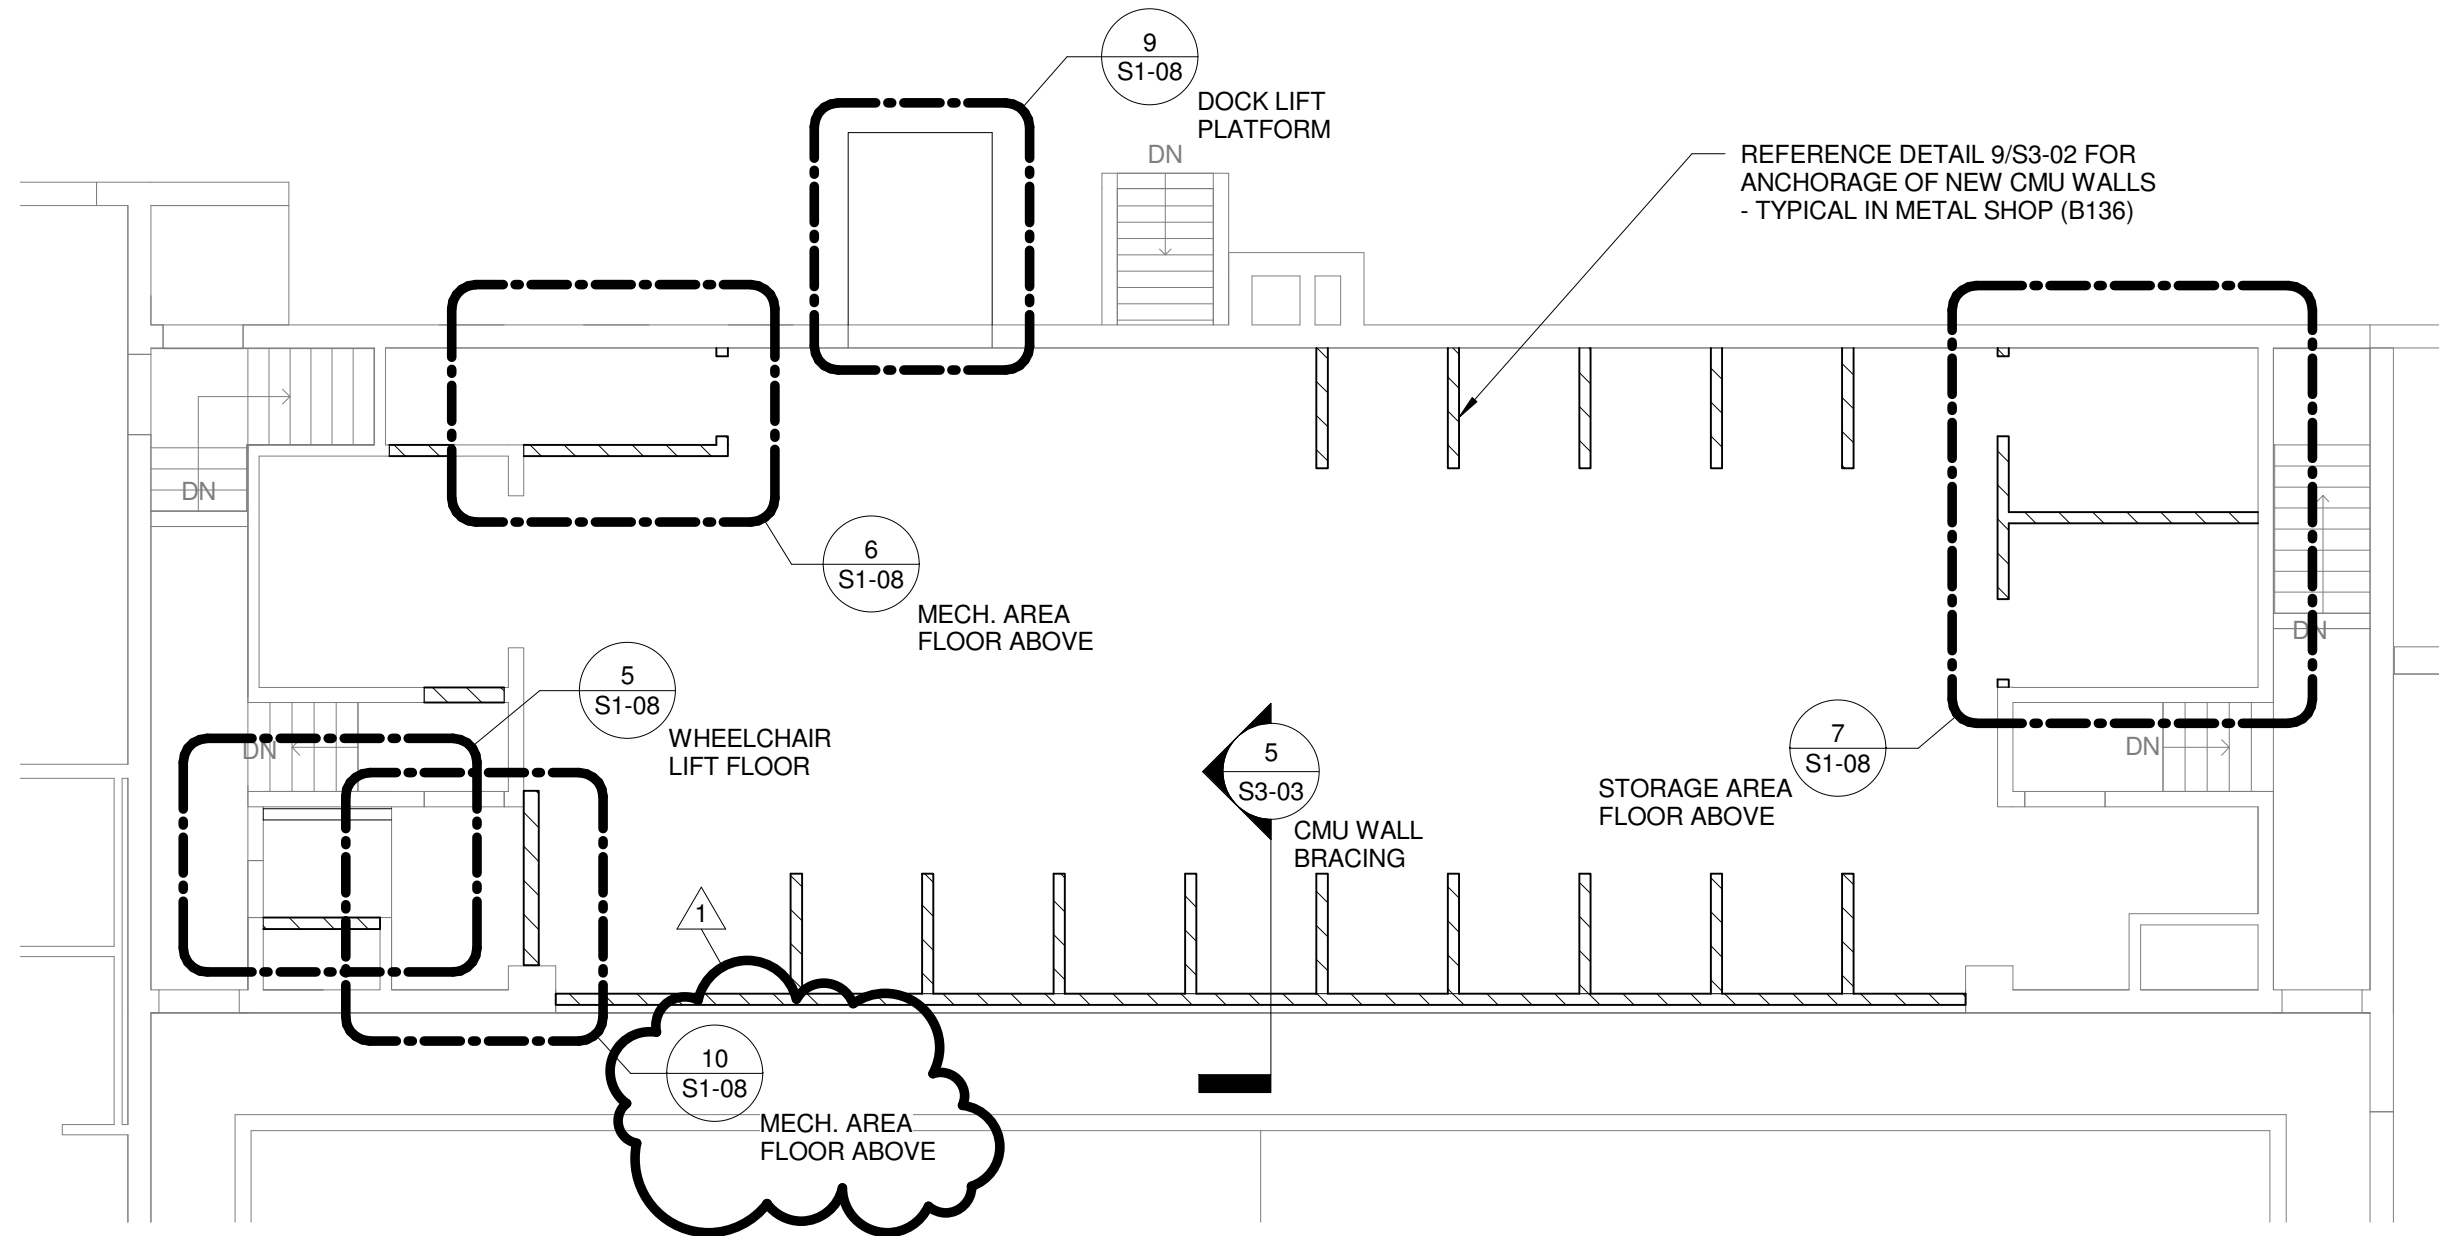 9
S1-08
DOCK LIFT
PLATFORM
DN
REFERENCE DETAIL 9/S3-02 FOR
ANCHORAGE OF NEW CMU WALLS
- TYPICAL IN METAL SHOP (B136)
DN
6
S1-08
MECH. AREA
FLOOR ABOVE
DN
5
S1-08
WHEELCHAIR
LIFT FLOOR
DN
5
S3-03
CMU WALL
BRACING
7
S1-08
STORAGE AREA
FLOOR ABOVE
DN
1
10
S1-08
MECH. AREA
FLOOR ABOVE